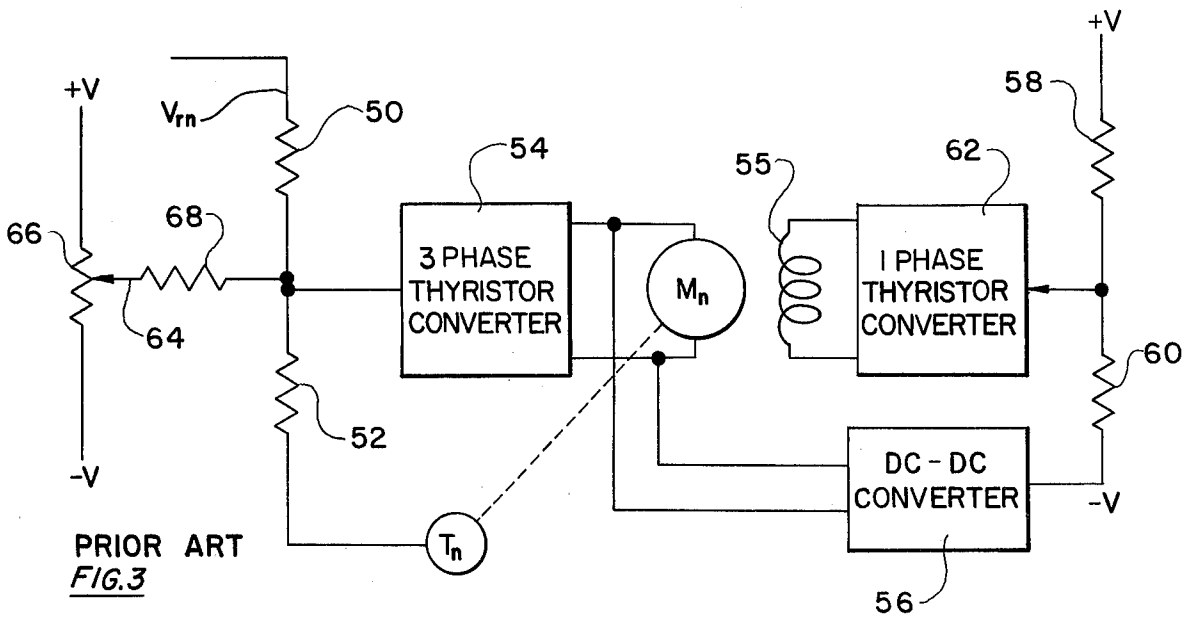 +V
58
+V
Vrn
50
54
55
62
68
66
3 PHASE
THYRISTOR
CONVERTER
Mn
1 PHASE
THYRISTOR
CONVERTER
64
60
52
DC - DC
CONVERTER
-V
-V
Tn
PRIOR ART
FIG.3
56